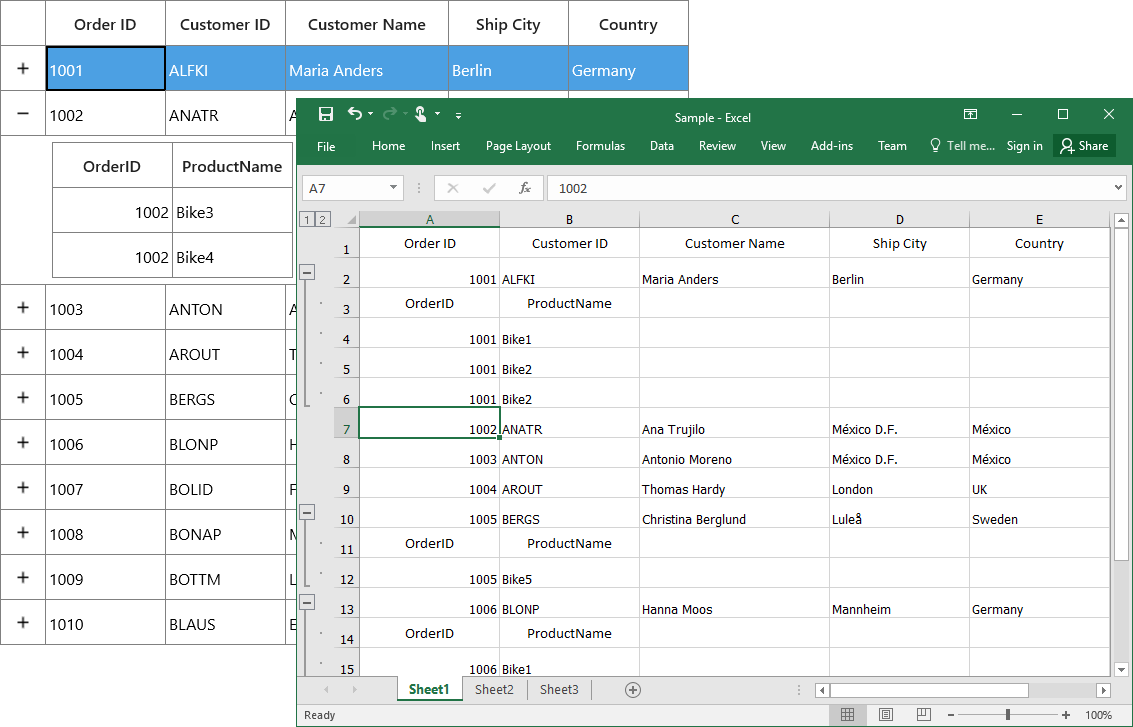 Order ID Customer ID Customer Name Ship City Country
+ 1001 ALFKI Maria Anders Berlin Germany
− 1002 ANATR A
OrderID ProductName
1002 Bike3
1002 Bike4
+ 1003 ANTON A
+ 1004 AROUT T
+ 1005 BERGS C
+ 1006 BLONP H
+ 1007 BOLID F
+ 1008 BONAP M
+ 1009 BOTTM L
+ 1010 BLAUS E
Sample - Excel
File Home Insert Page Layout Formulas Data Review View Add-ins Team Tell me... Sign in Share
A7 fx 1002
1 2 A B C D E
1 Order ID Customer ID Customer Name Ship City Country
2 1001 ALFKI Maria Anders Berlin Germany
3 OrderID ProductName
4 1001 Bike1
5 1001 Bike2
6 1001 Bike2
7 1002 ANATR Ana Trujilo México D.F. México
8 1003 ANTON Antonio Moreno México D.F. México
9 1004 AROUT Thomas Hardy London UK
10 1005 BERGS Christina Berglund Luleå Sweden
11 OrderID ProductName
12 1005 Bike5
13 1006 BLONP Hanna Moos Mannheim Germany
14 OrderID ProductName
15 1006 Bike1
Sheet1 Sheet2 Sheet3
Ready − + 100%